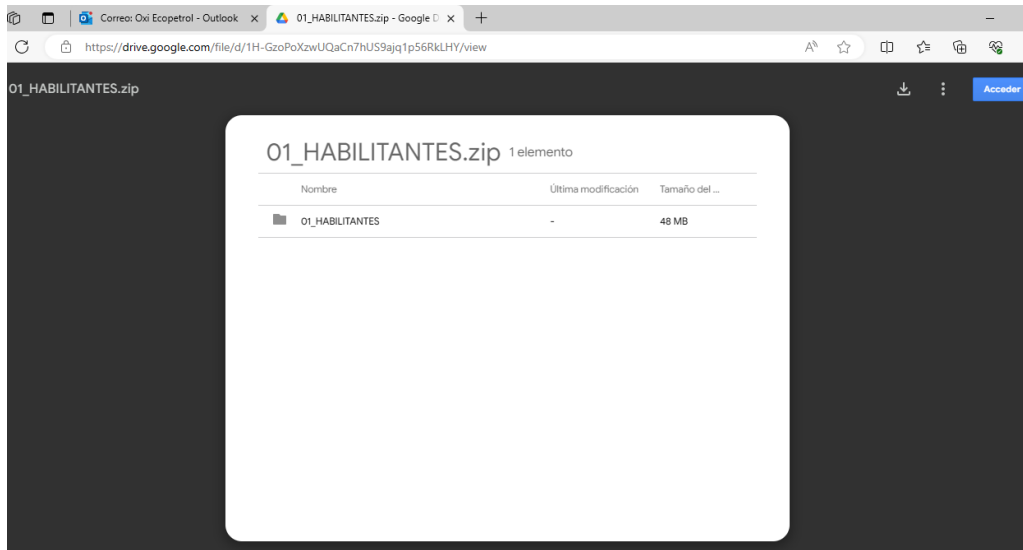 Correo: Oxi Ecopetrol - Outlook
01_HABILITANTES.zip - Google D
https://drive.google.com/file/d/1H-GzoPoXzwUQaCn7hUS9ajq1p56RkLHY/view
01_HABILITANTES.zip
Acceder
01_HABILITANTES.zip 1 elemento
Nombre Última modificación Tamaño del ...
01_HABILITANTES - 48 MB